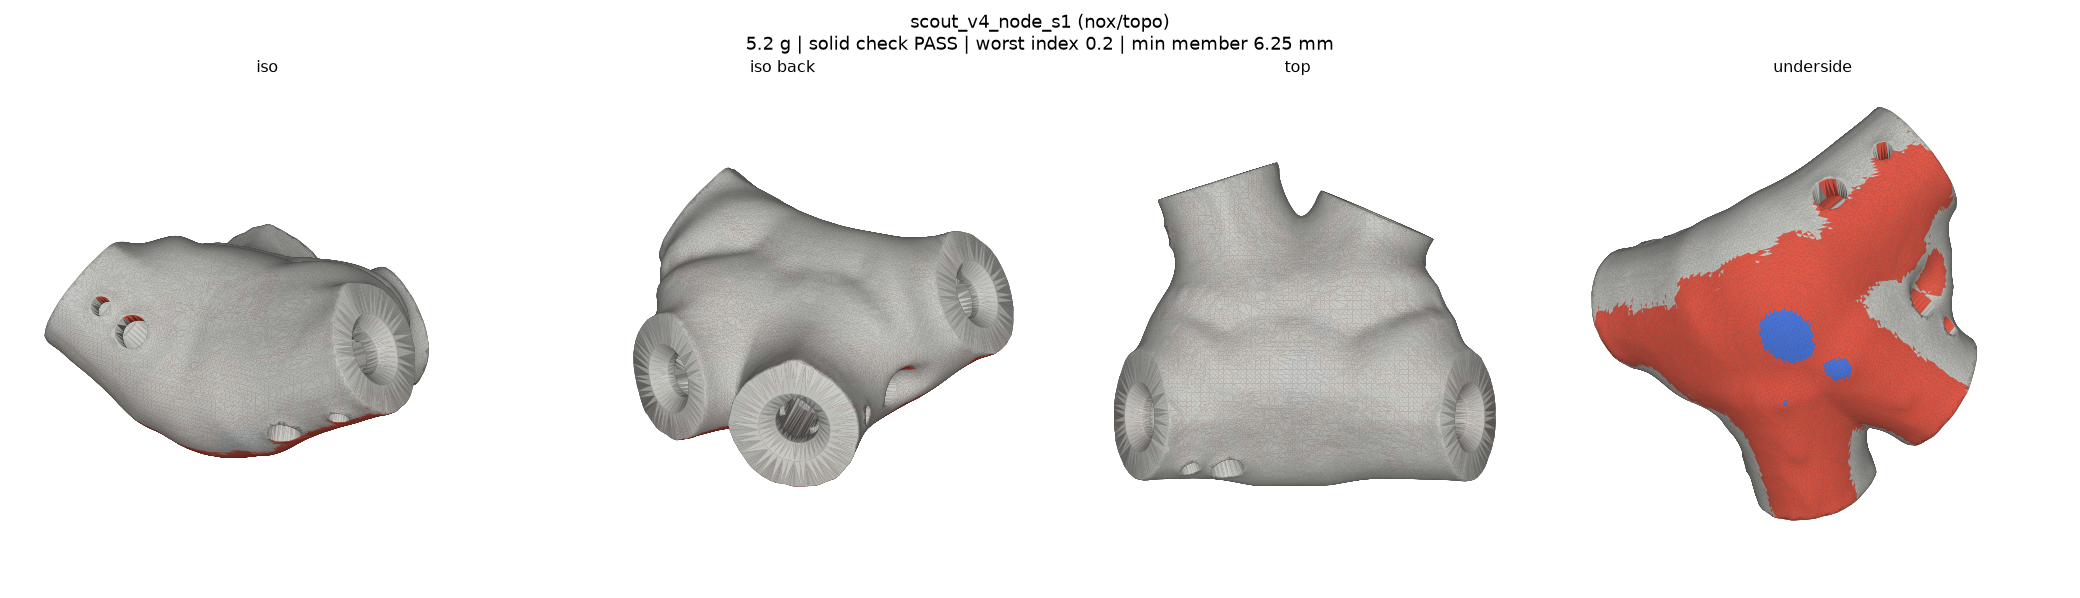 scout_v4_node_s1 (nox/topo)
5.2 g | solid check PASS | worst index 0.2 | min member 6.25 mm
iso
iso back
top
underside